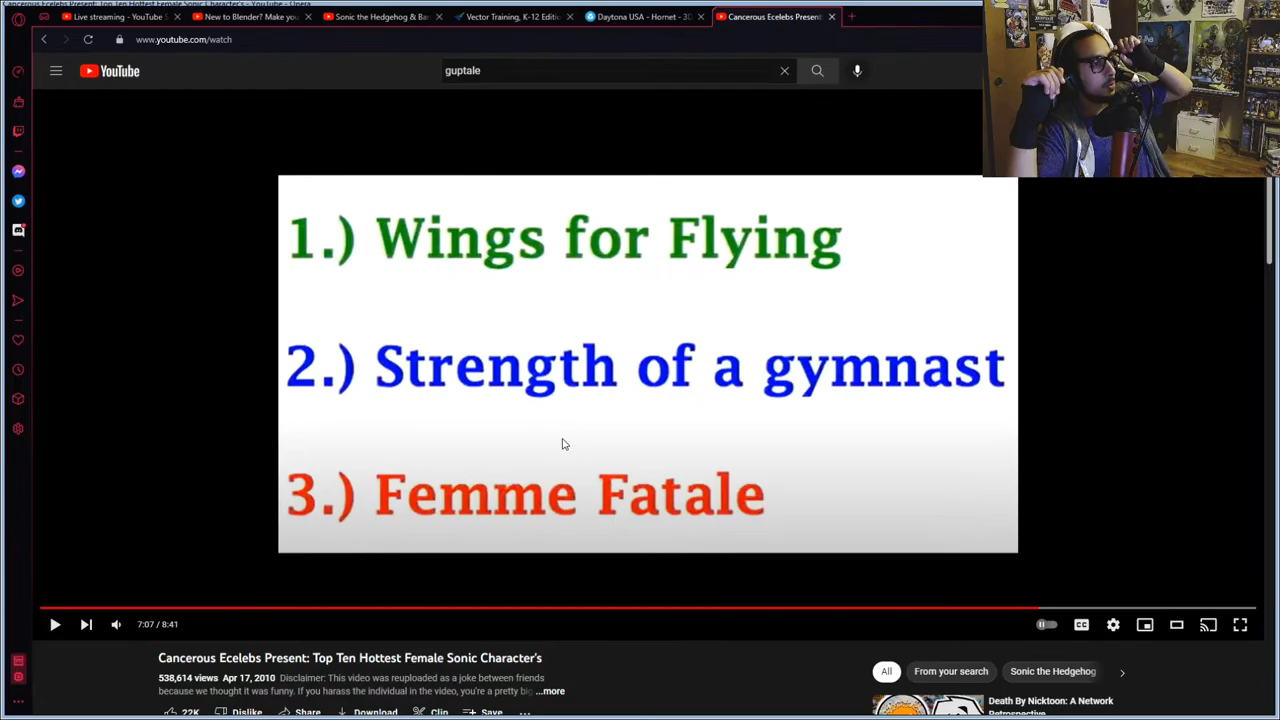 Cancerous Ecelebs Present: Top Ten Hottest Female Sonic Character's - YouTube - Opera
Live streaming - YouTube S
New to Blender? Make you
Sonic the Hedgehog & Ba
Vector Training, K-12 Editio
Daytona USA - Hornet - 3D
Cancerous Ecelebs Present:
www.youtube.com/watch
YouTube
guptale
1.) Wings for Flying
2.) Strength of a gymnast
3.) Femme Fatale
7:07 / 8:41
Cancerous Ecelebs Present: Top Ten Hottest Female Sonic Character's
538,614 views Apr 17, 2010 Disclaimer: This video was reuploaded as a joke between friends
because we thought it was funny. If you harass the individual in the video, you're a pretty big ...more
22K Dislike Share Download Clip Save ...
All
From your search
Sonic the Hedgehog
Death By Nicktoon: A Network
Retrospective